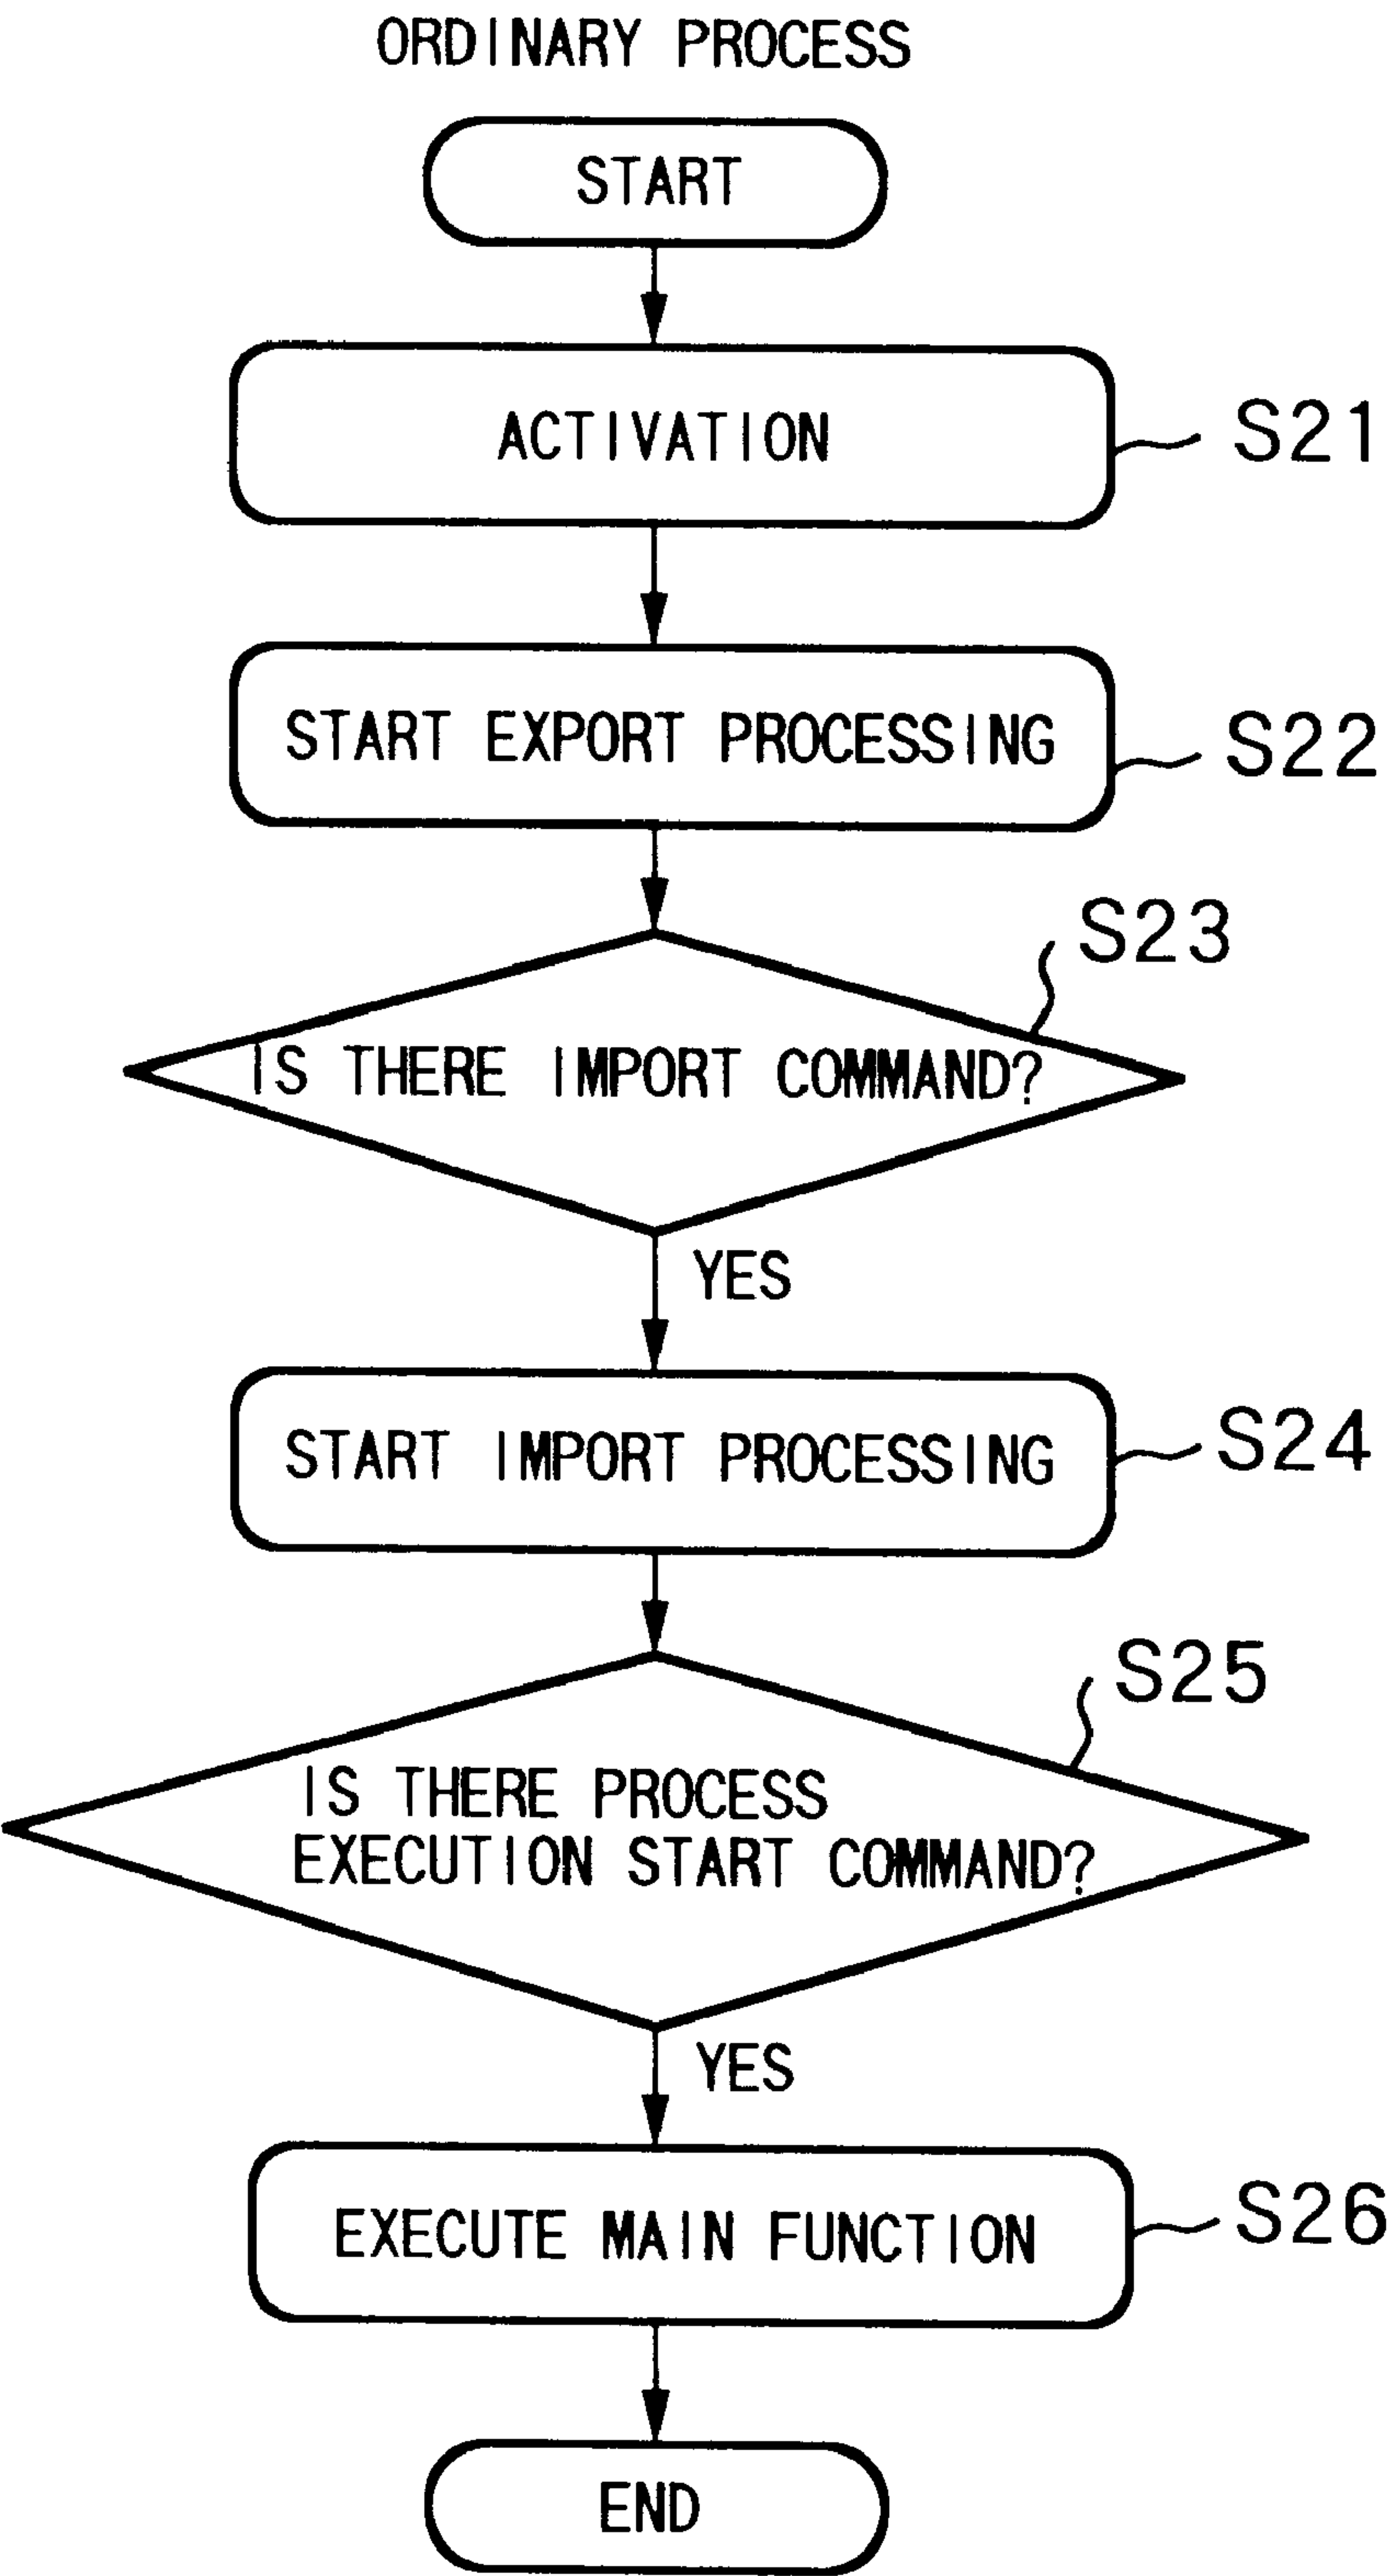 ORDINARY PROCESS
START
ACTIVATION
S21
START EXPORT PROCESSING
S22
S23
IS THERE IMPORT COMMAND?
YES
START IMPORT PROCESSING
S24
S25
IS THERE PROCESS
EXECUTION START COMMAND?
YES
EXECUTE MAIN FUNCTION
S26
END